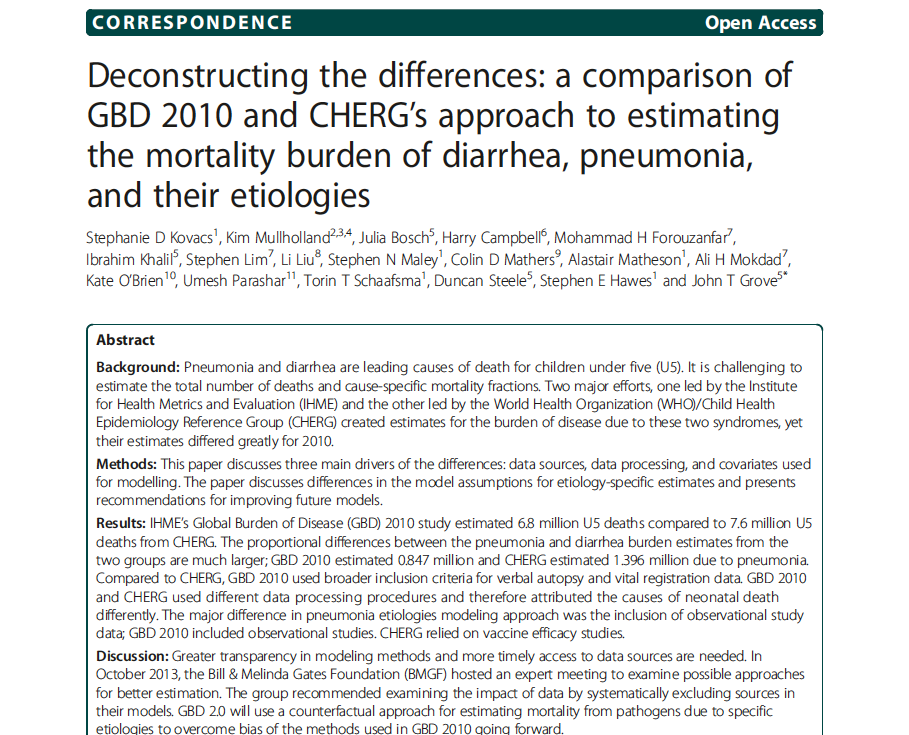 CORRESPONDENCE Open Access
Deconstructing the differences: a comparison of
GBD 2010 and CHERG's approach to estimating
the mortality burden of diarrhea, pneumonia,
and their etiologies
Stephanie D Kovacs1, Kim Mullholland2,3,4, Julia Bosch5, Harry Campbell6, Mohammad H Forouzanfar7,
Ibrahim Khalil5, Stephen Lim7, Li Liu8, Stephen N Maley1, Colin D Mathers9, Alastair Matheson1, Ali H Mokdad7,
Kate O'Brien10, Umesh Parashar11, Torin T Schaafsma1, Duncan Steele5, Stephen E Hawes1 and John T Grove5*
Abstract
Background: Pneumonia and diarrhea are leading causes of death for children under five (U5). It is challenging to
estimate the total number of deaths and cause-specific mortality fractions. Two major efforts, one led by the Institute
for Health Metrics and Evaluation (IHME) and the other led by the World Health Organization (WHO)/Child Health
Epidemiology Reference Group (CHERG) created estimates for the burden of disease due to these two syndromes, yet
their estimates differed greatly for 2010.
Methods: This paper discusses three main drivers of the differences: data sources, data processing, and covariates used
for modelling. The paper discusses differences in the model assumptions for etiology-specific estimates and presents
recommendations for improving future models.
Results: IHME's Global Burden of Disease (GBD) 2010 study estimated 6.8 million U5 deaths compared to 7.6 million U5
deaths from CHERG. The proportional differences between the pneumonia and diarrhea burden estimates from the
two groups are much larger; GBD 2010 estimated 0.847 million and CHERG estimated 1.396 million due to pneumonia.
Compared to CHERG, GBD 2010 used broader inclusion criteria for verbal autopsy and vital registration data. GBD 2010
and CHERG used different data processing procedures and therefore attributed the causes of neonatal death
differently. The major difference in pneumonia etiologies modeling approach was the inclusion of observational study
data; GBD 2010 included observational studies. CHERG relied on vaccine efficacy studies.
Discussion: Greater transparency in modeling methods and more timely access to data sources are needed. In
October 2013, the Bill & Melinda Gates Foundation (BMGF) hosted an expert meeting to examine possible approaches
for better estimation. The group recommended examining the impact of data by systematically excluding sources in
their models. GBD 2.0 will use a counterfactual approach for estimating mortality from pathogens due to specific
etiologies to overcome bias of the methods used in GBD 2010 going forward.